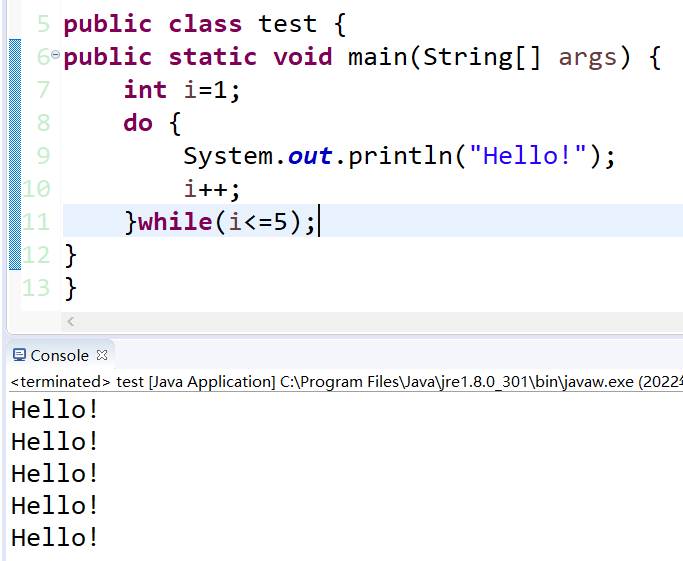 5 public class test {
6 public static void main(String[] args) {
7 int i=1;
8 do {
9 System.out.println("Hello!");
10 i++;
11 }while(i<=5);
12 }
13 }
Console
<terminated> test [Java Application] C:\Program Files\Java\jre1.8.0_301\bin\javaw.exe (2022
Hello!
Hello!
Hello!
Hello!
Hello!